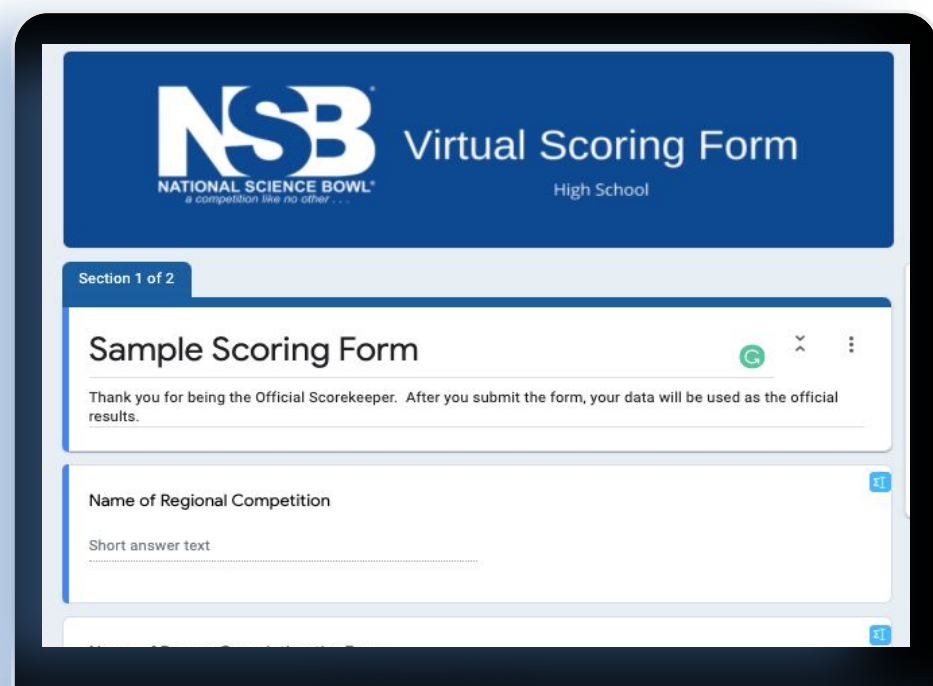 NSB®
NATIONAL SCIENCE BOWL®
a competition like no other . . .
Virtual Scoring Form
High School
Section 1 of 2
Sample Scoring Form
Thank you for being the Official Scorekeeper. After you submit the form, your data will be used as the official
results.
Name of Regional Competition
Short answer text